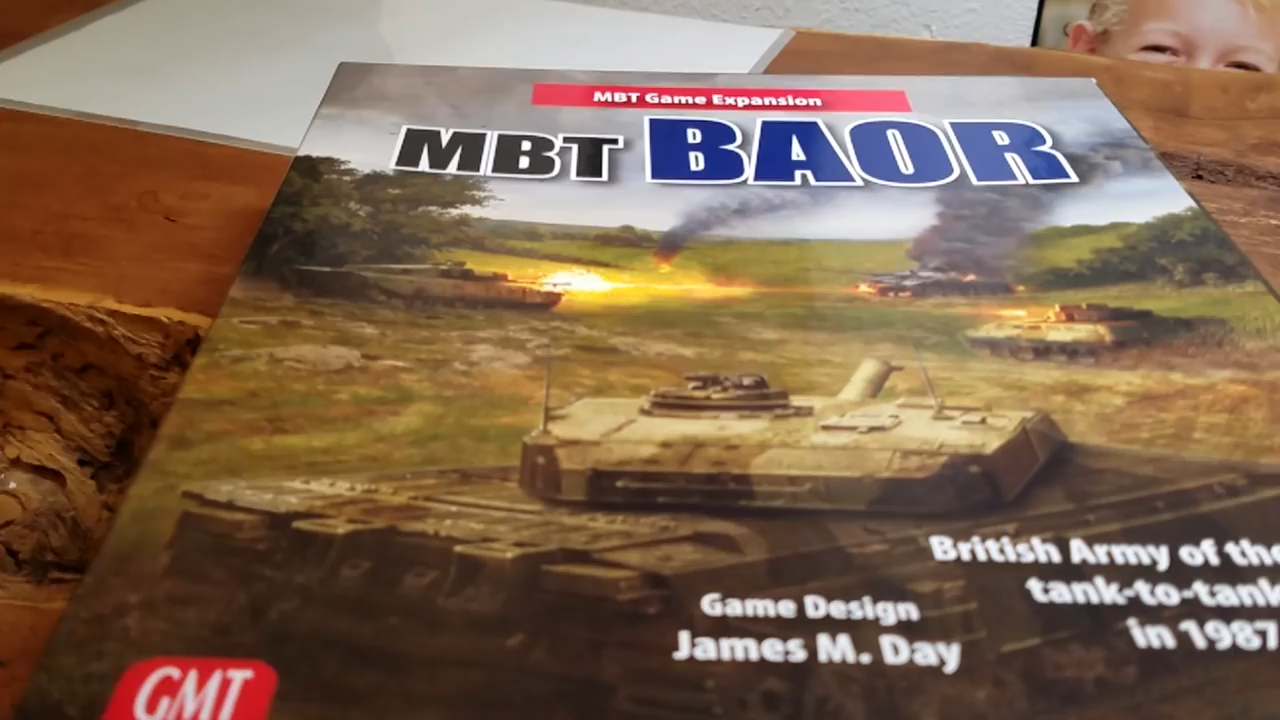 MBT Game Expansion
MBT BAOR
British Army of the
tank-to-tank
in 1987
Game Design
James M. Day
GMT